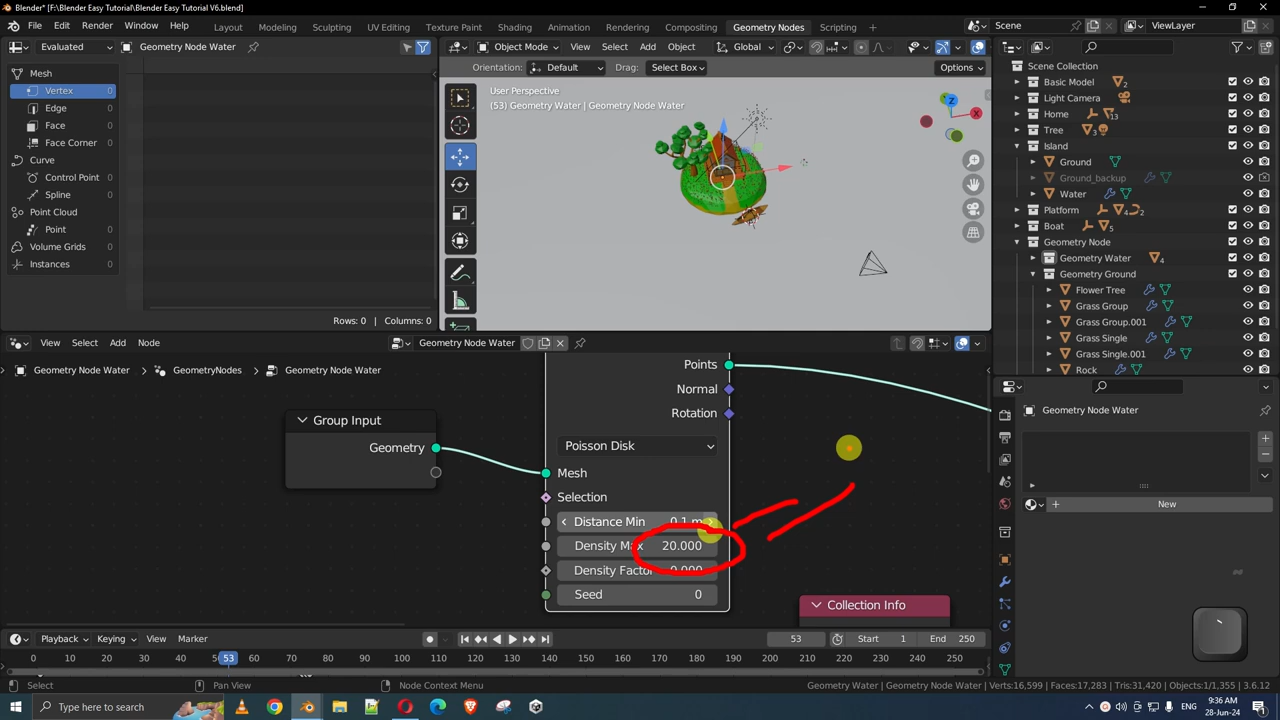 Blender* [F:\Blender Easy Tutorial\Blender Easy Tutorial V6.blend]
File Edit Render Window Help
Layout Modeling Sculpting UV Editing Texture Paint Shading Animation Rendering Compositing Geometry Nodes
Scene
ViewLayer
Evaluated
Geometry Node Water
Mesh
Vertex 0
Edge 0
Face 0
Face Corner 0
Curve
Control Point 0
Spline 0
Point Cloud
Point 0
Volume Grids 0
Instances 0
Rows: 0 | Columns: 0
Object Mode View Select Add Object Global
Orientation: Default Drag: Select Box Options
User Perspective
(53) Geometry Water | Geometry Node Water
Z
X
Scene Collection
Basic Model 2
Light Camera
Home 13
Tree 3
Island
Ground
Ground_backup
Water
Platform 4 2
Boat 5
Geometry Node
Geometry Water 4
Geometry Ground
Flower Tree
Grass Group
Grass Group.001
Grass Single
Grass Single.001
Rock
View Select Add Node
Geometry Node Water
Geometry Node Water > GeometryNodes > Geometry Node Water
Group Input
Geometry
Points
Normal
Rotation
Poisson Disk
Mesh
Selection
Distance Min 0.1 m
Density Max 20.000
Density Factor 0.000
Seed 0
Collection Info
Geometry Node Water
New
Playback Keying View Marker
53 Start 1 End 250
0 10 20 30 40 50 53 60 70 80 90 100 110 120 130 140 150 160 170 180 190 200 210 220 230 240 250
Select Pan View Node Context Menu
Geometry Water | Geometry Node Water | Verts:16,599 | Faces:17,283 | Tris:31,420 | Objects:1/1,355 | 3.6.12
Type here to search
ENG
9:36 AM
28-Jun-24